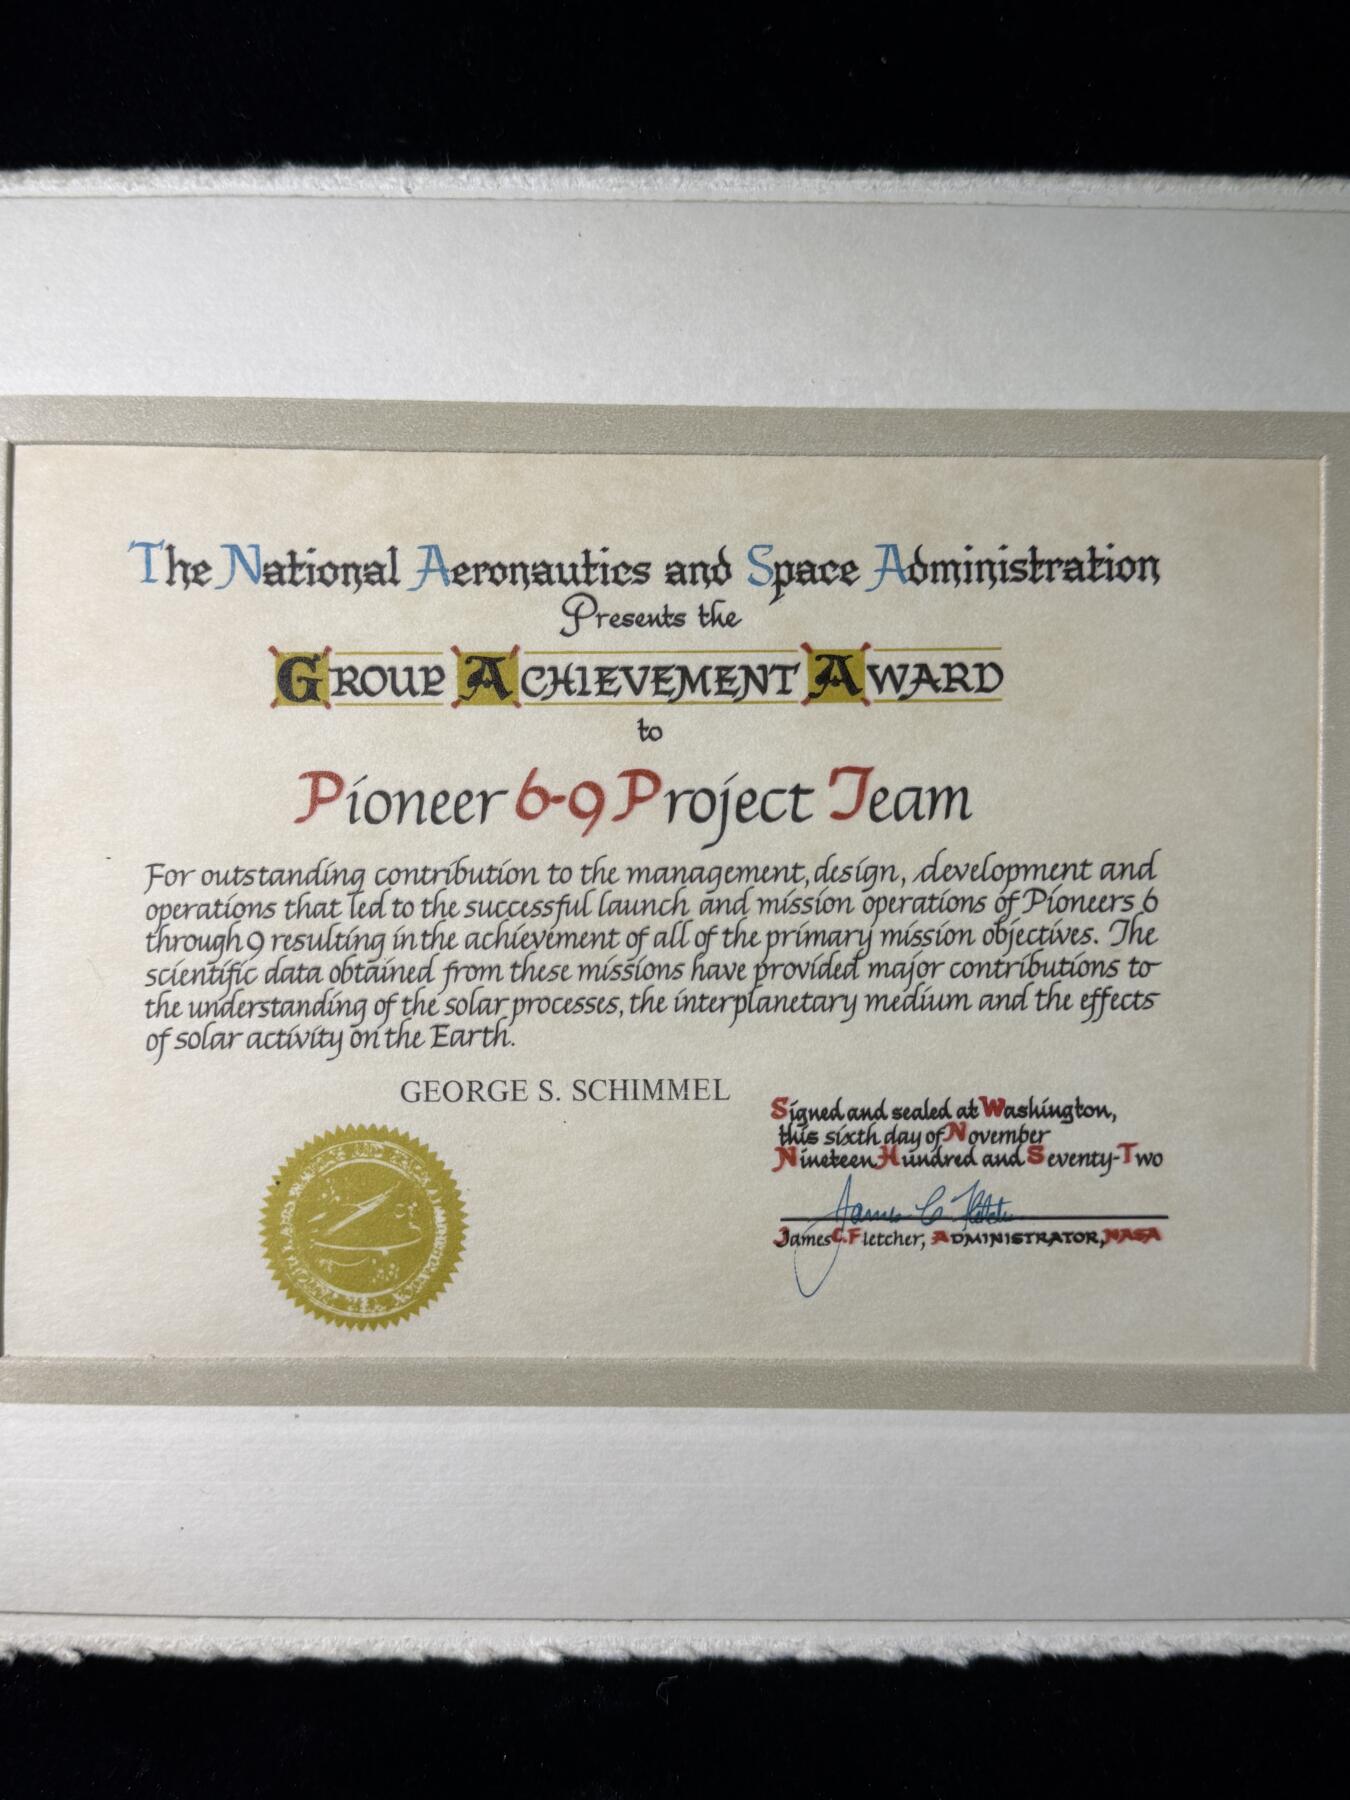 The National Aeronautics and Space Administration
Presents the
GROUP ACHIEVEMENT AWARD
to
Pioneer 6-9 Project Team
For outstanding contribution to the management, design, development and
operations that led to the successful launch and mission operations of Pioneers 6
through 9 resulting in the achievement of all of the primary mission objectives. The
scientific data obtained from these missions have provided major contributions to
the understanding of the solar processes, the interplanetary medium and the effects
of solar activity on the Earth.
GEORGE S. SCHIMMEL
Signed and sealed at Washington,
this sixth day of November
Nineteen Hundred and Seventy-Two
James C. Fletcher
James C. Fletcher, ADMINISTRATOR, NASA